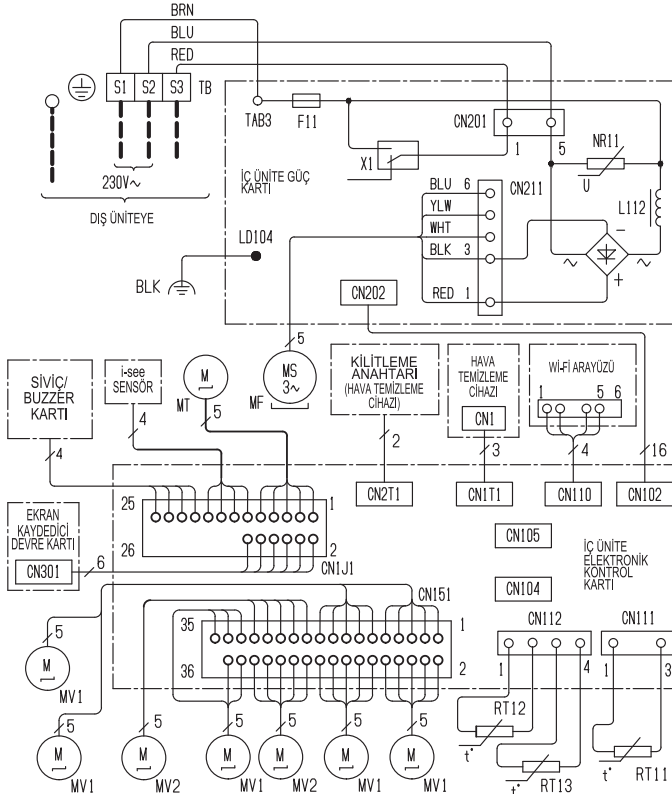 BRN
BLU
RED
S1 S2 S3 TB
TAB3
F11
CN201
1 5
NR11
U
X1
L112
230V~
DIŞ ÜNİTEYE
İÇ ÜNİTE GÜÇ
KARTI
BLU 6
YLW
WHT
BLK 3
RED 1
CN211
~ ~
−
+
LD104
BLK
CN202
5
16
SİVİÇ/
BUZZER
KARTI
4
i-see
SENSÖR
4
M
MT
5
MS
3~
MF
KİLİTLEME
ANAHTARI
(HAVA TEMİZLEME
CİHAZI)
2
HAVA
TEMİZLEME
CİHAZI
CN1
3
Wİ-Fİ ARAYÜZÜ
1 5 6
4
CN2T1
CN1T1
CN110
CN102
25 1
26 2
CN1J1
EKRAN
KAYDEDİCİ
DEVRE KARTI
CN301
6
CN105
CN104
İÇ ÜNİTE
ELEKTRONİK
KONTROL
KARTI
CN151
35 1
36 2
CN112
1 4
CN111
1 3
5
M
MV1
RT12
t°
RT13
t°
RT11
t°
5 5 5 5 5 5
M M M M M M
MV1 MV2 MV1 MV2 MV1 MV1